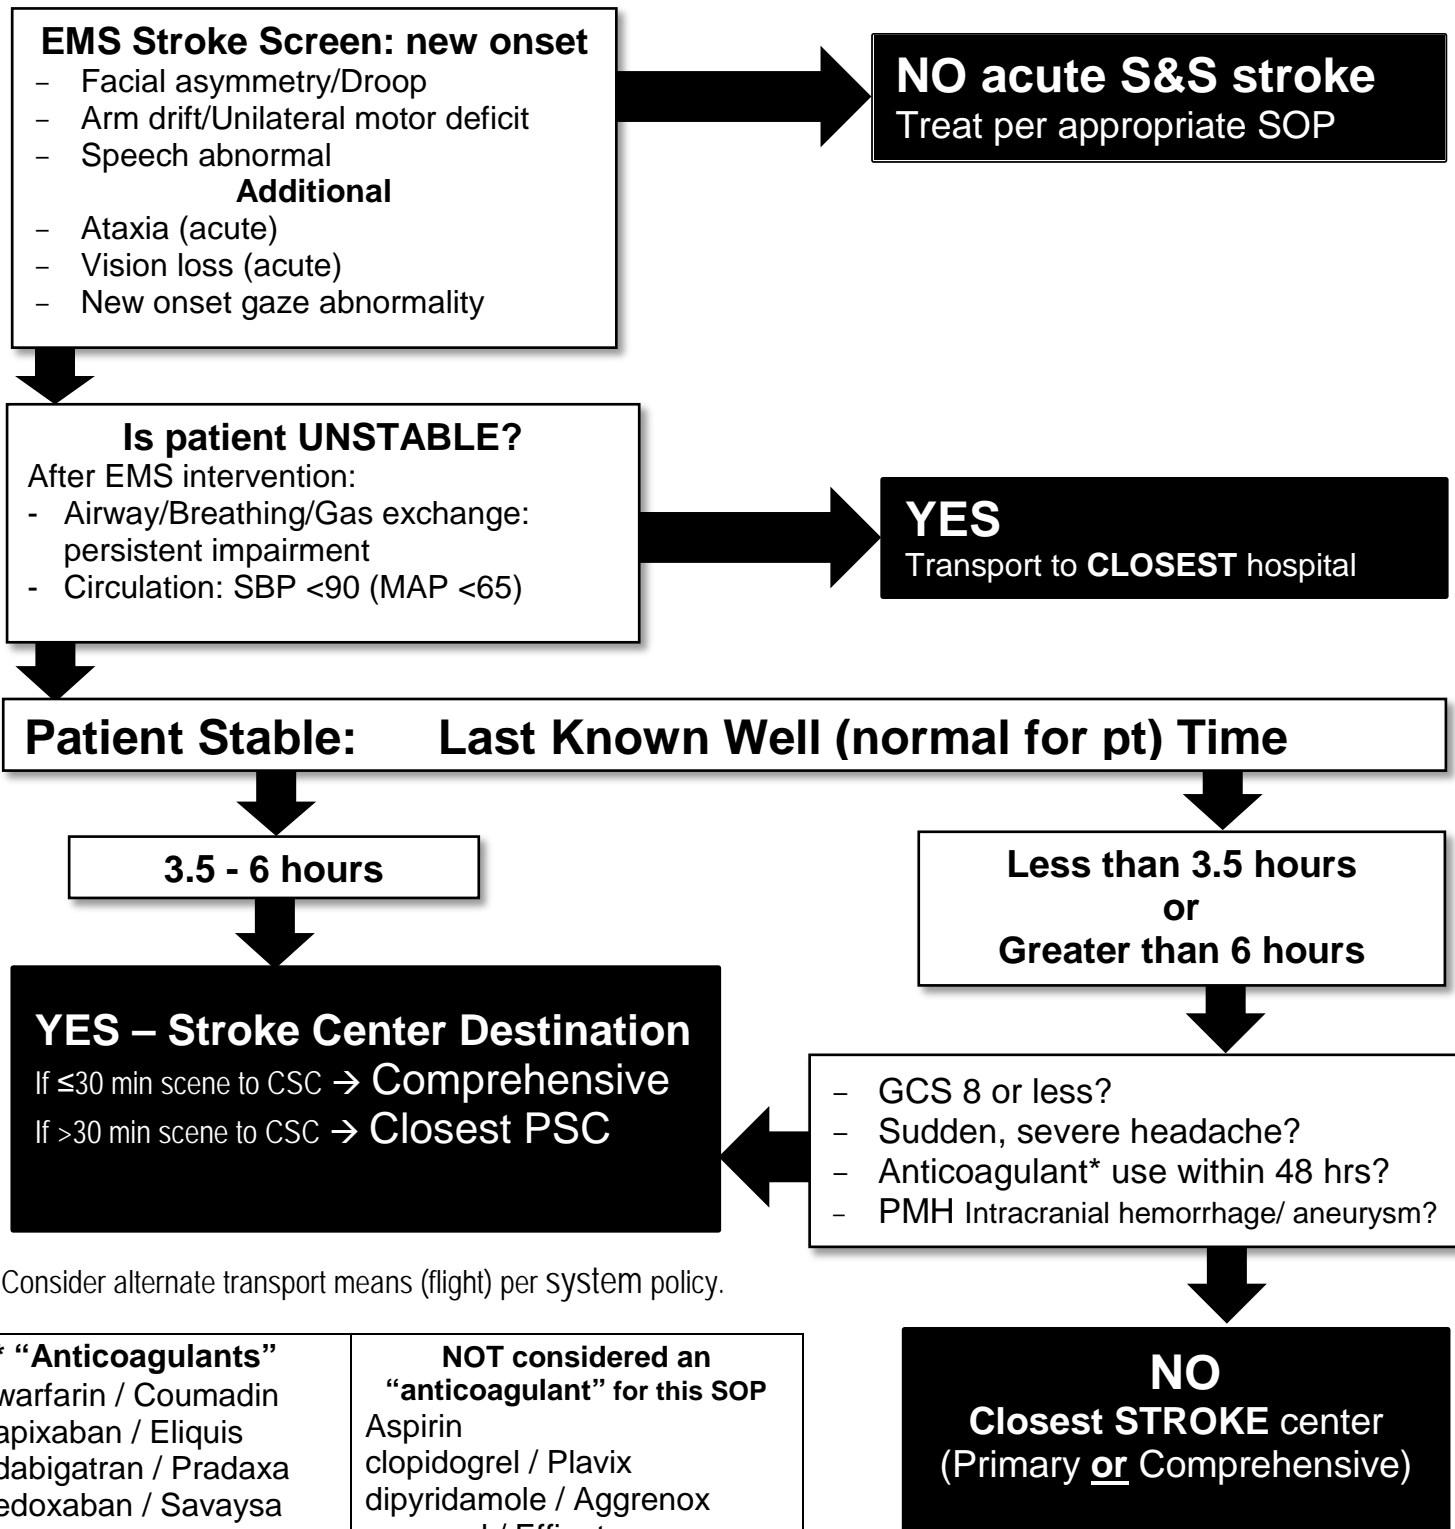 EMS Stroke Screen: new onset
- Facial asymmetry/Droop
- Arm drift/Unilateral motor deficit
- Speech abnormal
Additional
- Ataxia (acute)
- Vision loss (acute)
- New onset gaze abnormality
NO acute S&S stroke
Treat per appropriate SOP
Is patient UNSTABLE?
After EMS intervention:
- Airway/Breathing/Gas exchange:
persistent impairment
- Circulation: SBP <90 (MAP <65)
YES
Transport to CLOSEST hospital
Patient Stable: Last Known Well (normal for pt) Time
3.5 - 6 hours
Less than 3.5 hours
or
Greater than 6 hours
YES – Stroke Center Destination
If ≤30 min scene to CSC → Comprehensive
If >30 min scene to CSC → Closest PSC
- GCS 8 or less?
- Sudden, severe headache?
- Anticoagulant* use within 48 hrs?
- PMH Intracranial hemorrhage/ aneurysm?
Consider alternate transport means (flight) per system policy.
NO
Closest STROKE center
(Primary or Comprehensive)
* “Anticoagulants”
warfarin / Coumadin
apixaban / Eliquis
dabigatran / Pradaxa
edoxaban / Savaysa
NOT considered an
“anticoagulant” for this SOP
Aspirin
clopidogrel / Plavix
dipyridamole / Aggrenox